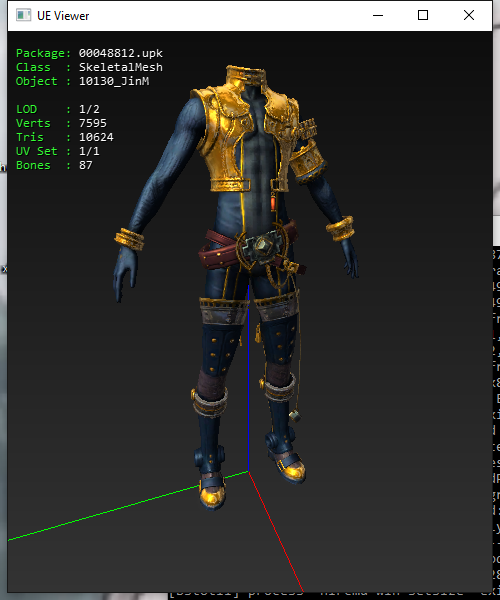 UE Viewer
Package: 00048812.upk
Class : SkeletalMesh
Object : 10130_JinM
LOD : 1/2
Verts : 7595
Tris : 10624
UV Set : 1/1
Bones : 87